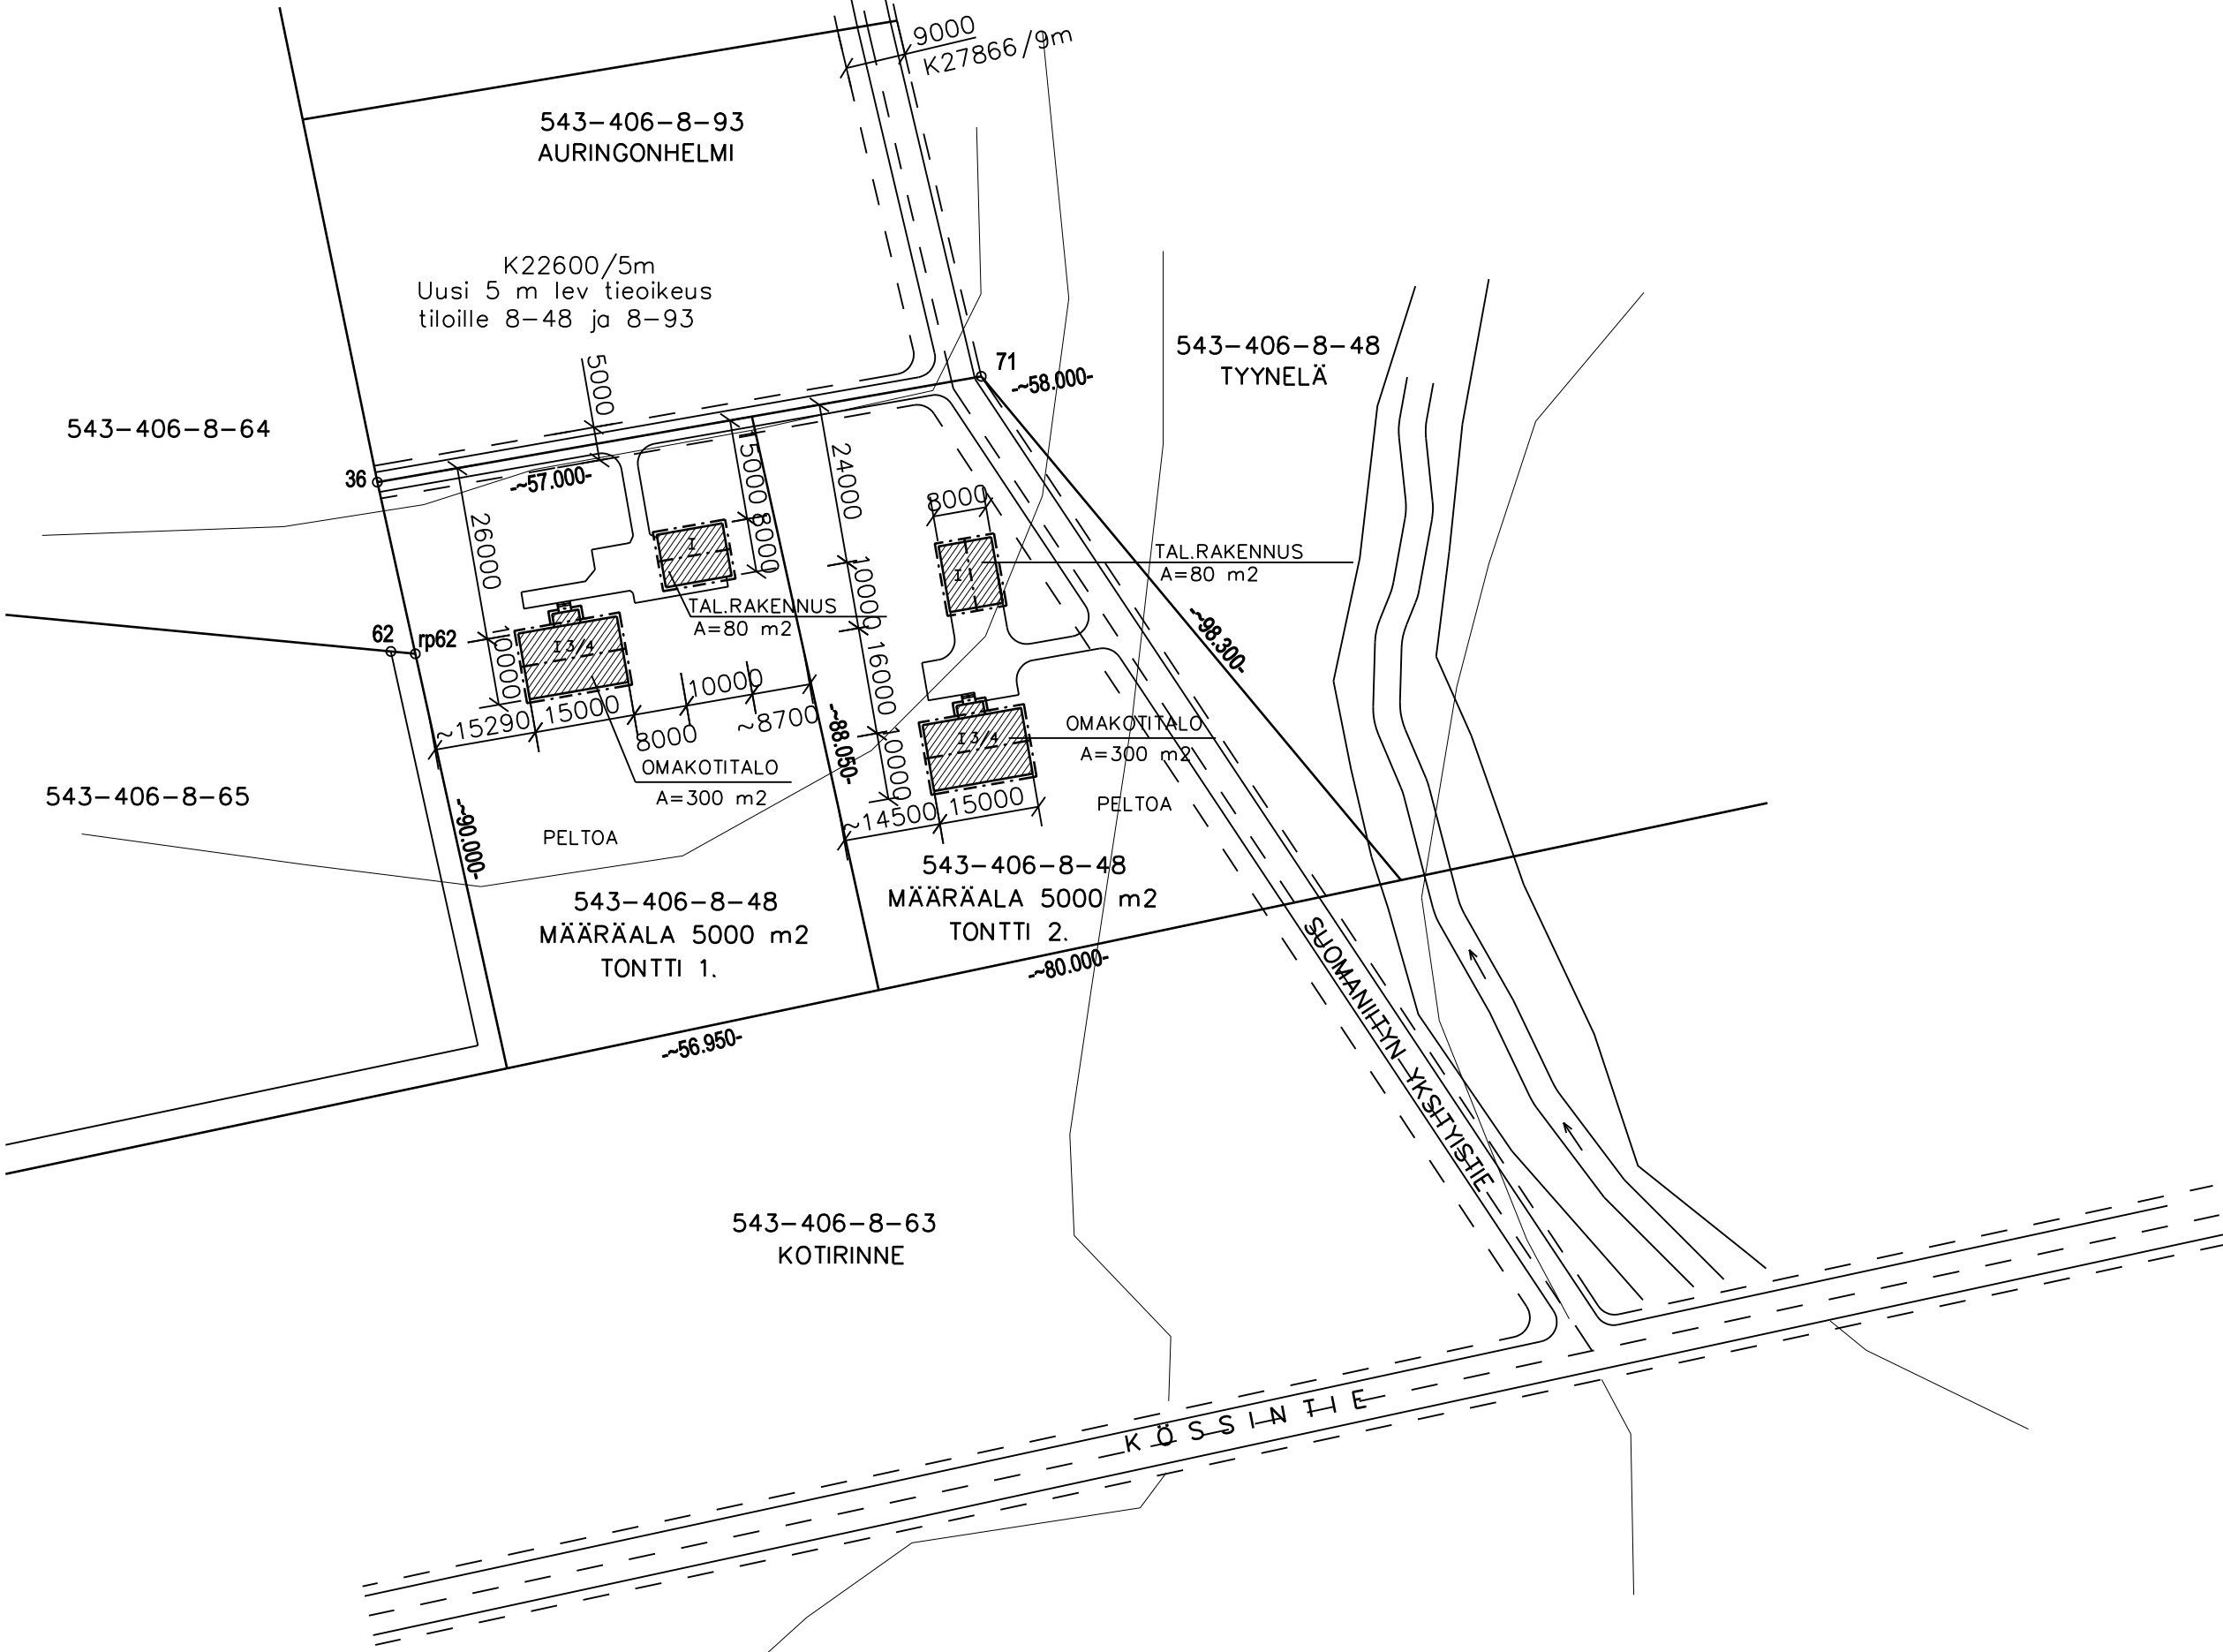 9000
K27866/9m
543-406-8-93
AURINGONHELMI
K22600/5m
Uusi 5 m lev tieoikeus
tiloille 8-48 ja 8-93
5000
71
-~58.000-
543-406-8-48
TYYNELÄ
543-406-8-64
36
-~57.000-
15000
8000
24000
10000
16000
10000
8000
26000
10000
I
I
TAL.RAKENNUS
A=80 m2
TAL.RAKENNUS
A=80 m2
62
rp62
I 3/4
I 3/4
~15290
15000
8000
10000
~8700
-~88.050-
-~98.300-
OMAKOTITALO
A=300 m2
OMAKOTITALO
A=300 m2
~14500
15000
PELTOA
PELTOA
543-406-8-65
-~90.000-
543-406-8-48
MÄÄRÄALA 5000 m2
TONTTI 1.
543-406-8-48
MÄÄRÄALA 5000 m2
TONTTI 2.
-~80.000-
-~56.950-
SUOMANIITYN YKSITYISTIE
543-406-8-63
KOTIRINNE
KÖSSINTIE